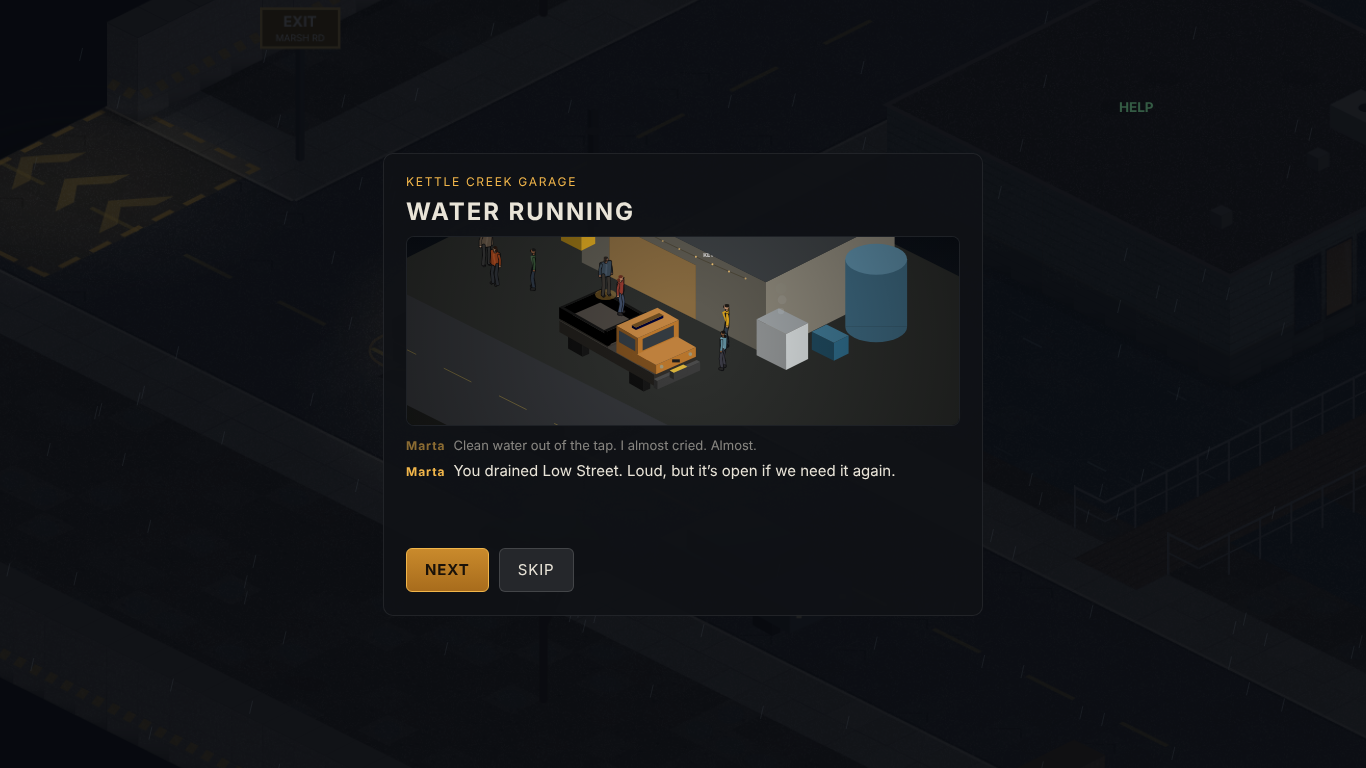 EXIT
MARSH RD
HELP
KETTLE CREEK GARAGE
WATER RUNNING
Marta Clean water out of the tap. I almost cried. Almost.
Marta You drained Low Street. Loud, but it’s open if we need it again.
NEXT SKIP